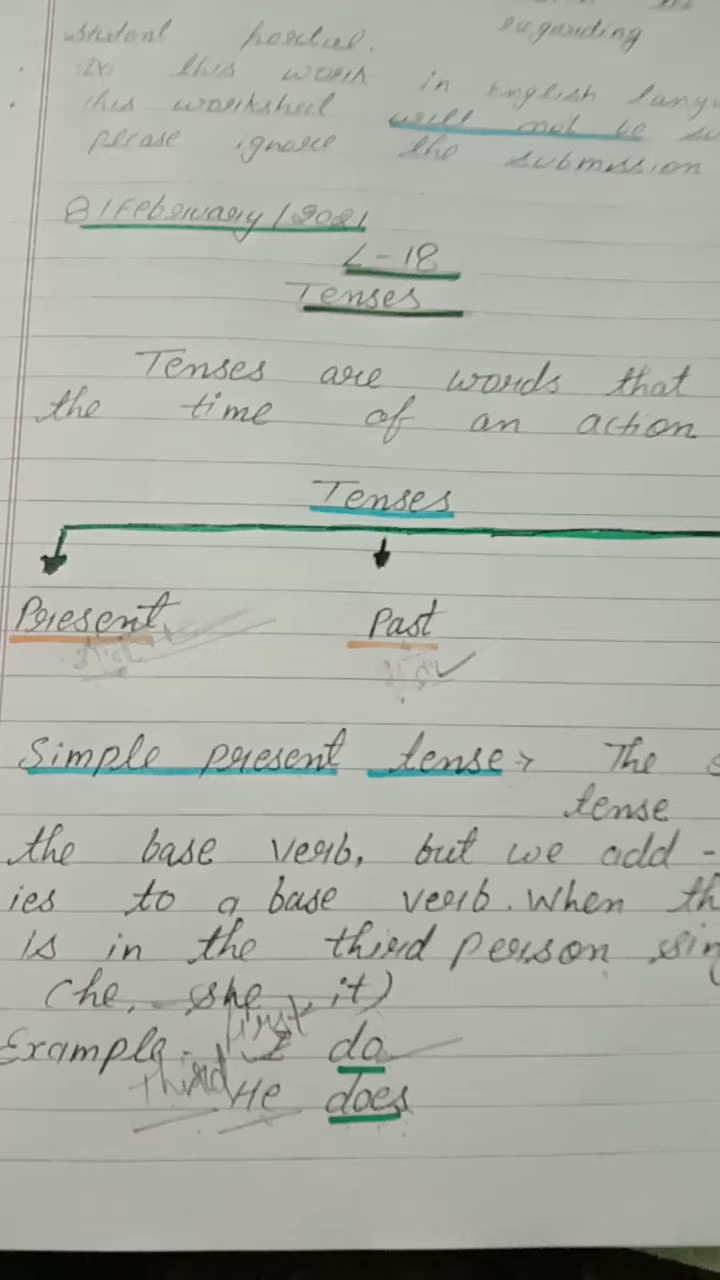 student portal. regarding
in this work in English
this worksheet will not be
please ignore the submission
8/February/2021
L-18
Tenses
Tenses are words that
the time of an action
Tenses
Present Past
Simple present tense → The
tense
the base verb, but we add -
ies to a base verb. When
is in the third person
(he, she, it)
first
Example - I do
third He does